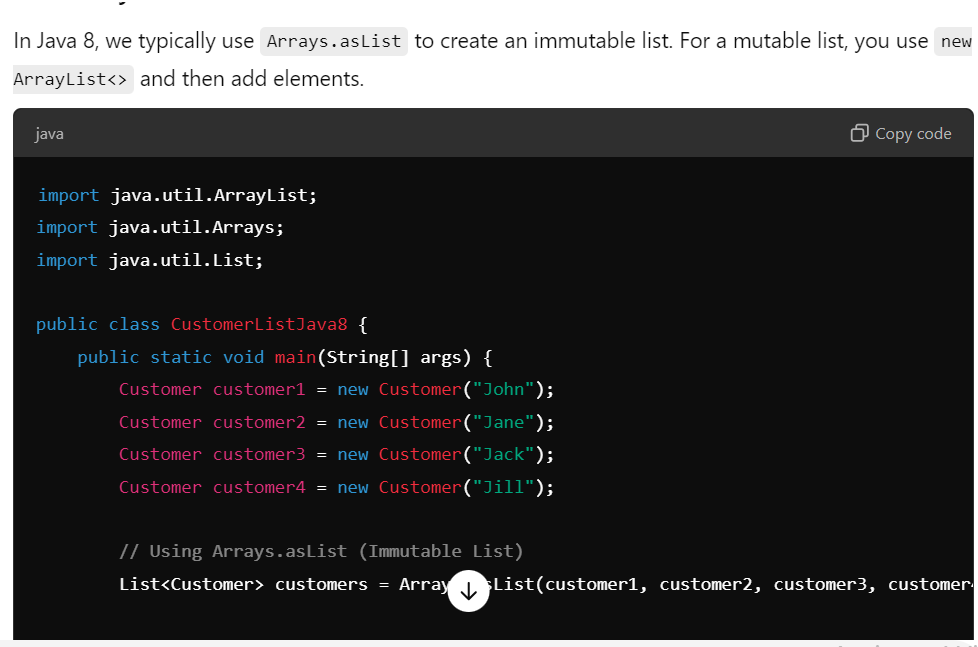 In Java 8, we typically use Arrays.asList to create an immutable list. For a mutable list, you use new
ArrayList<> and then add elements.
java
Copy code
import java.util.ArrayList;
import java.util.Arrays;
import java.util.List;
public class CustomerListJava8 {
public static void main(String[] args) {
Customer customer1 = new Customer("John");
Customer customer2 = new Customer("Jane");
Customer customer3 = new Customer("Jack");
Customer customer4 = new Customer("Jill");
// Using Arrays.asList (Immutable List)
List<Customer> customers = Array sList(customer1, customer2, customer3, customer